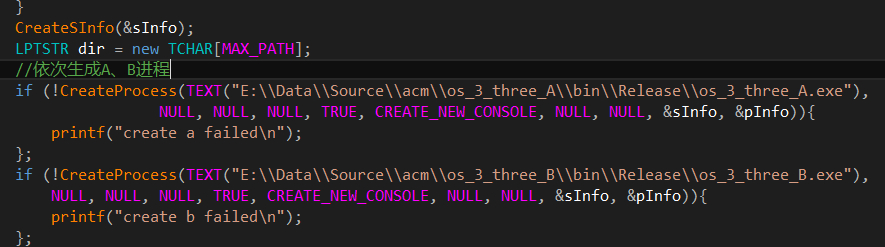 }
CreateSInfo(&sInfo);
LPTSTR dir = new TCHAR[MAX_PATH];
//依次生成A、B进程
if (!CreateProcess(TEXT("E:\\Data\\Source\\acm\\os_3_three_A\\bin\\Release\\os_3_three_A.exe"),
NULL, NULL, NULL, TRUE, CREATE_NEW_CONSOLE, NULL, NULL, &sInfo, &pInfo)){
printf("create a failed\n");
};
if (!CreateProcess(TEXT("E:\\Data\\Source\\acm\\os_3_three_B\\bin\\Release\\os_3_three_B.exe"),
NULL, NULL, NULL, TRUE, CREATE_NEW_CONSOLE, NULL, NULL, &sInfo, &pInfo)){
printf("create b failed\n");
};